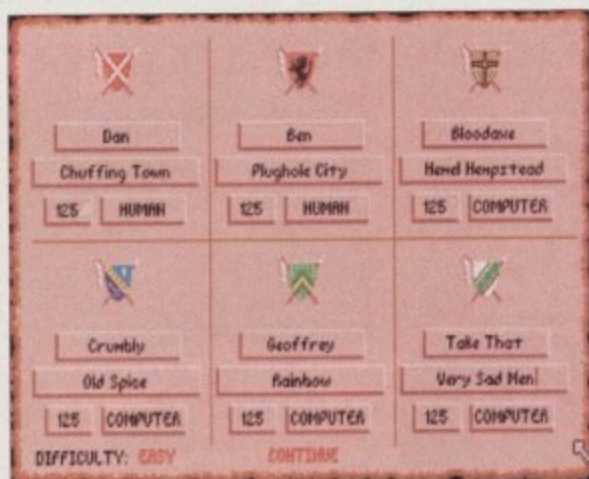 Dan
Chuffing Town
125 HUMAN
Ben
Plughole City
125 HUMAN
Bloodaxe
Hemel Hempstead
125 COMPUTER
Crumbly
Old Spice
125 COMPUTER
Geoffrey
Rainbow
125 COMPUTER
Take That
Very Sad Men
125 COMPUTER
DIFFICULTY: EASY
CONTINUE